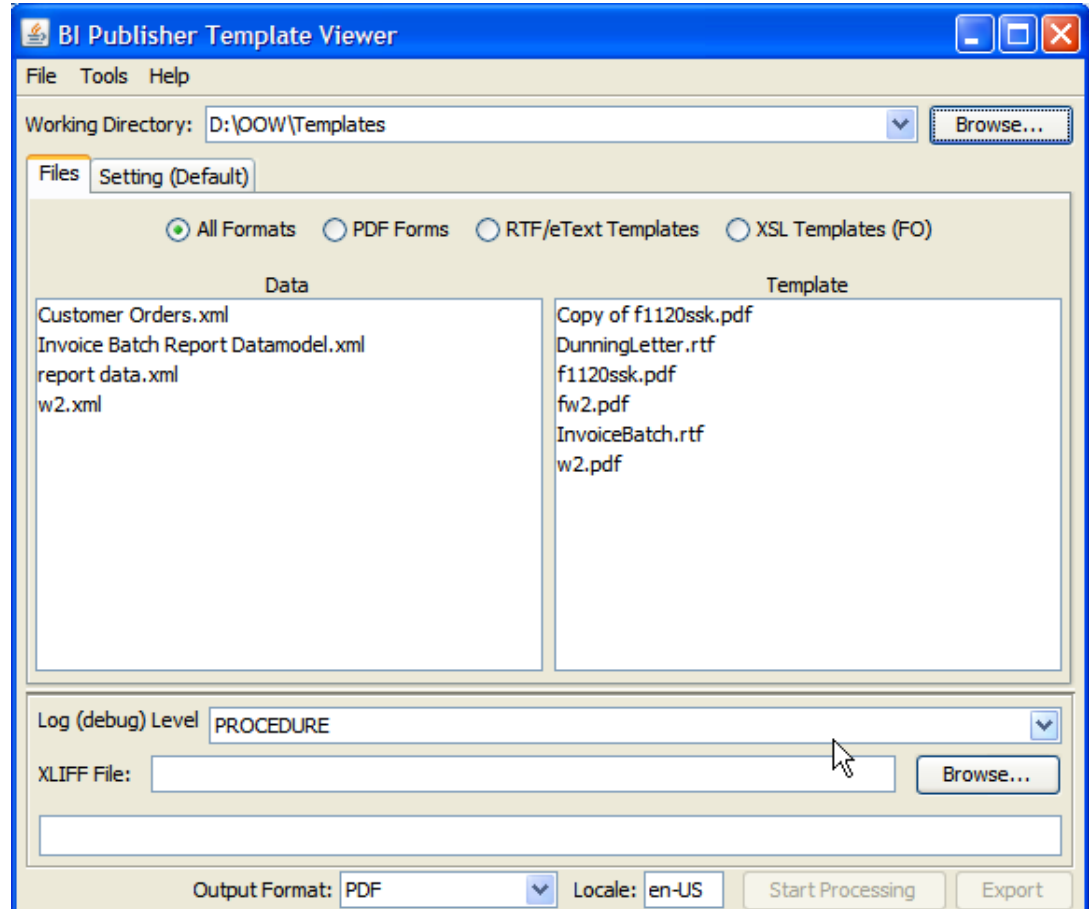 BI Publisher Template Viewer
File Tools Help
Working Directory: D:\OOW\Templates Browse...
Files Setting (Default)
All Formats PDF Forms RTF/eText Templates XSL Templates (FO)
Data
Customer Orders.xml
Invoice Batch Report Datamodel.xml
report data.xml
w2.xml
Template
Copy of f1120ssk.pdf
DunningLetter.rtf
f1120ssk.pdf
fw2.pdf
InvoiceBatch.rtf
w2.pdf
Log (debug) Level PROCEDURE
XLIFF File: Browse...
Output Format: PDF Locale: en-US Start Processing Export